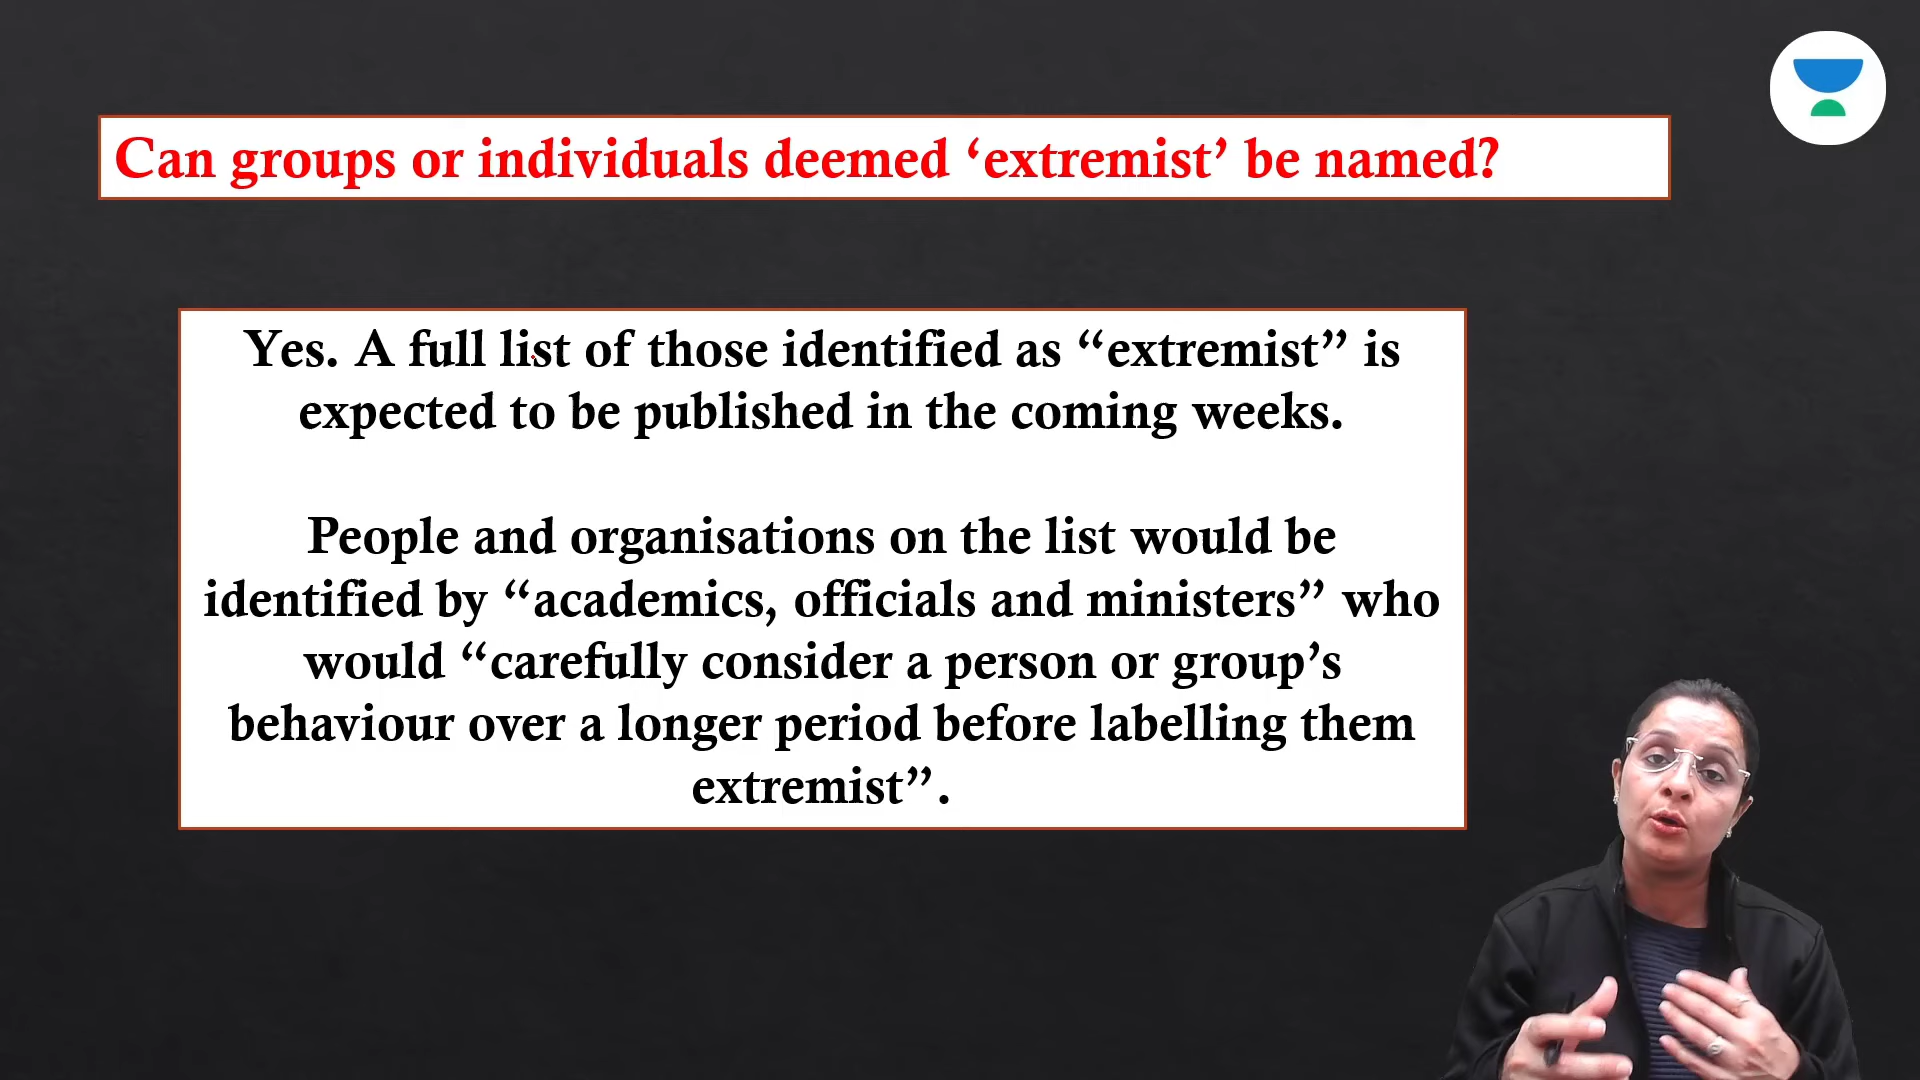 Can groups or individuals deemed ‘extremist’ be named?
Yes. A full list of those identified as “extremist” is
expected to be published in the coming weeks.
People and organisations on the list would be
identified by “academics, officials and ministers” who
would “carefully consider a person or group’s
behaviour over a longer period before labelling them
extremist”.